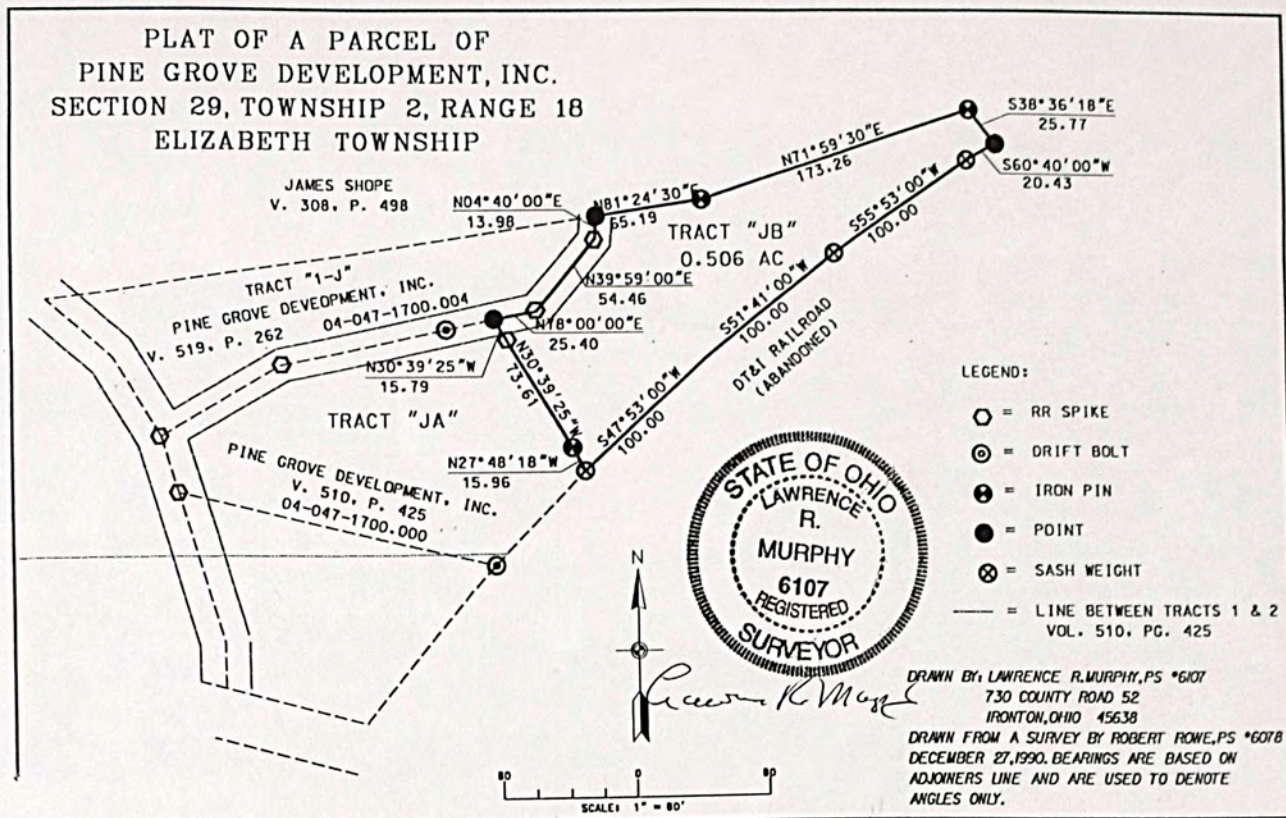 PLAT OF A PARCEL OF
PINE GROVE DEVELOPMENT, INC.
SECTION 29, TOWNSHIP 2, RANGE 18
ELIZABETH TOWNSHIP
JAMES SHOPE
V. 308, P. 498
N04°40'00"E
13.98
N81°24'30"E
65.19
N71°59'30"E
173.26
S38°36'18"E
25.77
S60°40'00"W
20.43
S55°53'00"W
100.00
TRACT "JB"
0.506 AC
N39°59'00"E
54.46
S51°41'00"W
100.00
DT&I RAILROAD
(ABANDONED)
TRACT "1-J"
PINE GROVE DEVEOPMENT, INC.
V. 519, P. 262 04-047-1700.004
N78°00'00"E
25.40
N30°39'25"W
15.79
N30°39'25"W
73.61
S47°53'00"W
100.00
TRACT "JA"
N27°48'18"W
15.96
PINE GROVE DEVELOPMENT, INC.
V. 510, P. 425
04-047-1700.000
LEGEND:
= RR SPIKE
= DRIFT BOLT
= IRON PIN
= POINT
= SASH WEIGHT
= LINE BETWEEN TRACTS 1 & 2
VOL. 510, PG. 425
STATE OF OHIO
LAWRENCE
R.
MURPHY
6107
REGISTERED
SURVEYOR
N
80 0 80
SCALE: 1" = 80'
DRAWN BY: LAWRENCE R.MURPHY,PS #6107
730 COUNTY ROAD 52
IRONTON,OHIO 45638
DRAWN FROM A SURVEY BY ROBERT ROWE,PS #6078
DECEMBER 27,1990. BEARINGS ARE BASED ON
ADJOINERS LINE AND ARE USED TO DENOTE
ANGLES ONLY.